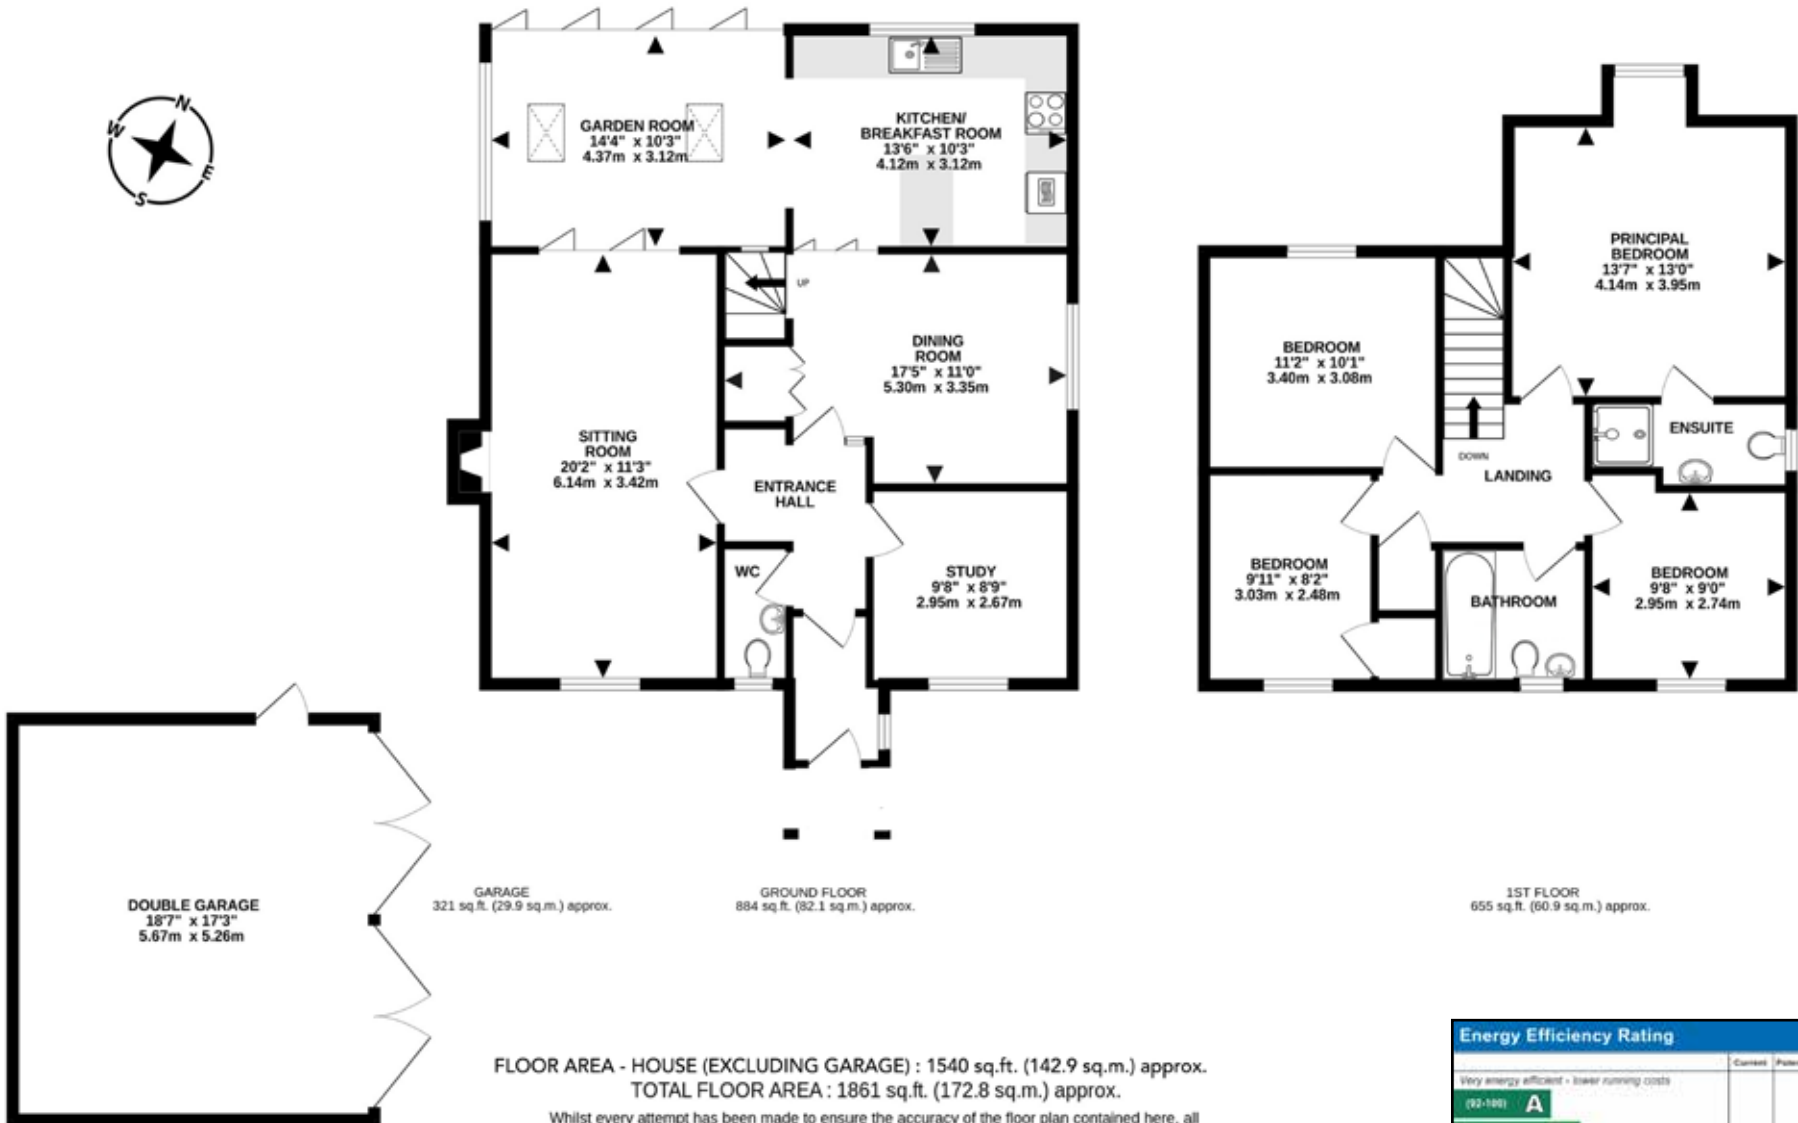 N
W
E
S
GARDEN ROOM
14'4" x 10'3"
4.37m x 3.12m
KITCHEN/
BREAKFAST ROOM
13'6" x 10'3"
4.12m x 3.12m
UP
DINING
ROOM
17'5" x 11'0"
5.30m x 3.35m
SITTING
ROOM
20'2" x 11'3"
6.14m x 3.42m
ENTRANCE
HALL
WC
STUDY
9'8" x 8'9"
2.95m x 2.67m
PRINCIPAL
BEDROOM
13'7" x 13'0"
4.14m x 3.95m
BEDROOM
11'2" x 10'1"
3.40m x 3.08m
ENSUITE
DOWN
LANDING
BEDROOM
9'11" x 8'2"
3.03m x 2.48m
BATHROOM
BEDROOM
9'8" x 9'0"
2.95m x 2.74m
DOUBLE GARAGE
18'7" x 17'3"
5.67m x 5.26m
GARAGE
321 sq.ft. (29.9 sq.m.) approx.
GROUND FLOOR
884 sq.ft. (82.1 sq.m.) approx.
1ST FLOOR
655 sq.ft. (60.9 sq.m.) approx.
FLOOR AREA - HOUSE (EXCLUDING GARAGE) : 1540 sq.ft. (142.9 sq.m.) approx.
TOTAL FLOOR AREA : 1861 sq.ft. (172.8 sq.m.) approx.
Whilst every attempt has been made to ensure the accuracy of the floor plan contained here, all
Energy Efficiency Rating
Current
Very energy efficient - lower running costs
(92-100) A